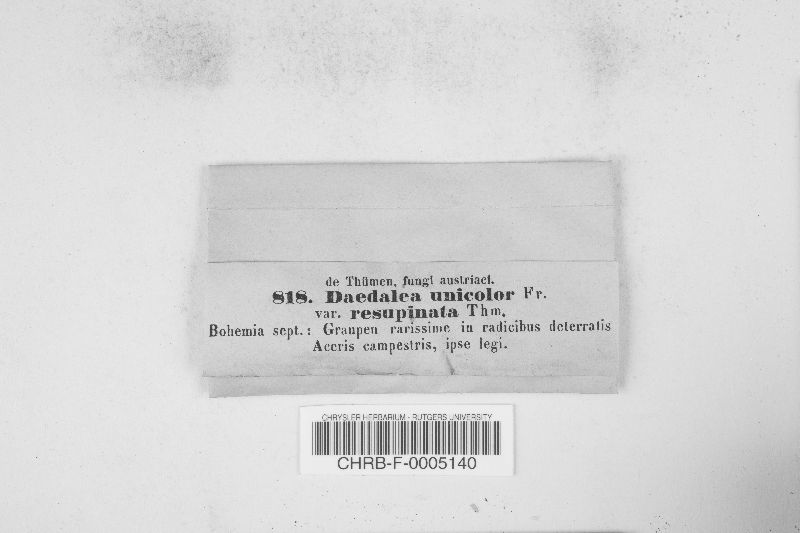 de Thümen, fungi austriaci.
818. Daedalea unicolor Fr.
var. resupinata Thm.
Bohemia sept.: Graupen rarissime in radicibus deterratis
Aceris campestris, ipse legi.
CHRYSLER HERBARIUM - RUTGERS UNIVERSITY
CHRB-F-0005140